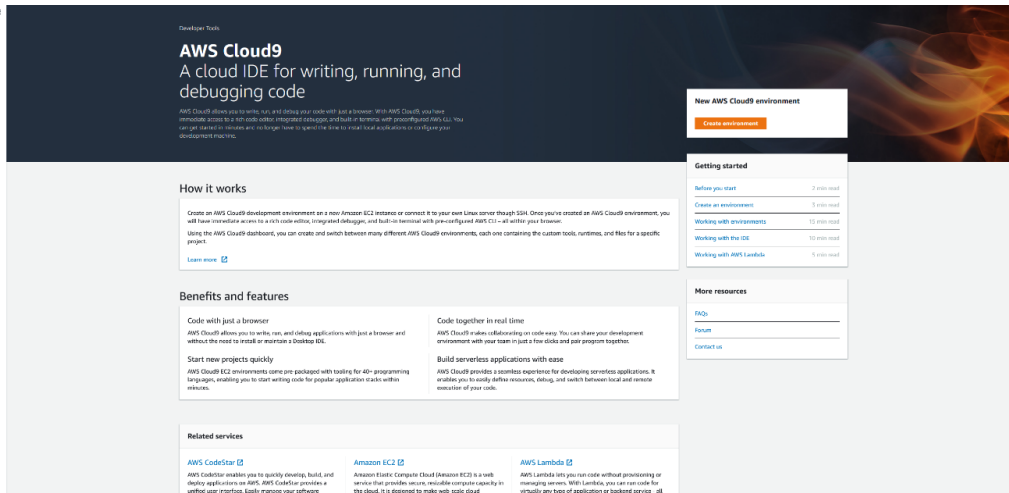 Developer Tools
AWS Cloud9
A cloud IDE for writing, running, and
debugging code
AWS Cloud9 allows you to write, run, and debug your code with just a browser. With AWS Cloud9, you have
immediate access to a rich code editor, integrated debugger, and built-in terminal with preconfigured AWS CLI. You
can get started in minutes and no longer have to spend the time to install local applications or configure your
development machine.
New AWS Cloud9 environment
Create environment
Getting started
Before you start
2 min read
Create an environment
3 min read
Working with environments
15 min read
Working with the IDE
10 min read
Working with AWS Lambda
5 min read
More resources
FAQs
Forum
Contact us
How it works
Create an AWS Cloud9 development environment on a new Amazon EC2 instance or connect it to your own Linux server though SSH. Once you've created an AWS Cloud9 environment, you
will have immediate access to a rich code editor, integrated debugger, and built-in terminal with pre-configured AWS CLI – all within your browser.
Using the AWS Cloud9 dashboard, you can create and switch between many different AWS Cloud9 environments, each one containing the custom tools, runtimes, and files for a specific
project.
Learn more
Benefits and features
Code with just a browser
AWS Cloud9 allows you to write, run, and debug applications with just a browser and
without the need to install or maintain a Desktop IDE.
Code together in real time
AWS Cloud9 makes collaborating on code easy. You can share your development
environment with your team in just a few clicks and pair program together.
Start new projects quickly
AWS Cloud9 EC2 environments come pre-packaged with tooling for 40+ programming
languages, enabling you to start writing code for popular application stacks within
minutes.
Build serverless applications with ease
AWS Cloud9 provides a seamless experience for developing serverless applications. It
enables you to easily define resources, debug, and switch between local and remote
execution of your code.
Related services
AWS CodeStar
AWS CodeStar enables you to quickly develop, build, and
deploy applications on AWS. AWS CodeStar provides a
unified user interface. Easily manage your software
Amazon EC2
Amazon Elastic Compute Cloud (Amazon EC2) is a web
service that provides secure, resizable compute capacity in
the cloud. It is designed to make web-scale cloud
AWS Lambda
AWS Lambda lets you run code without provisioning or
managing servers. With Lambda, you can run code for
virtually any type of application or backend service - all